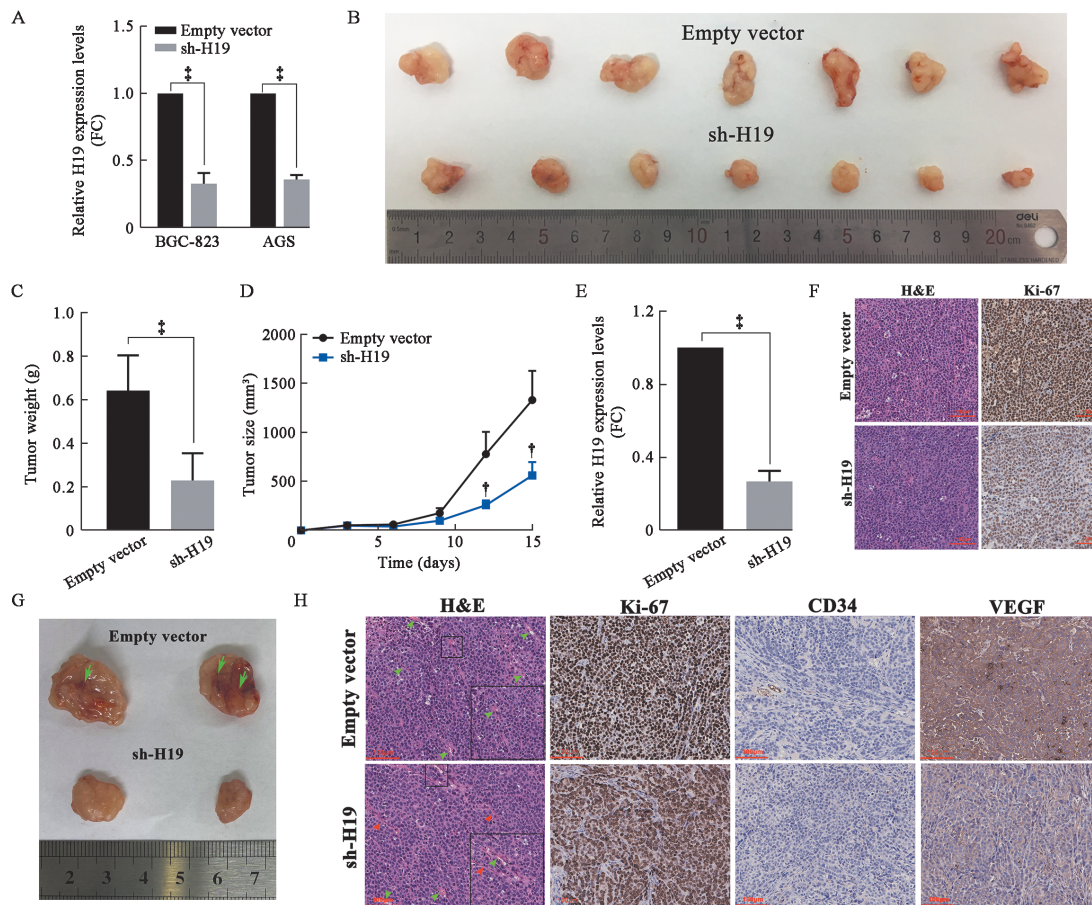 A
Relative H19 expression levels
(FC)
1.5
1.0
0.5
0
Empty vector
sh-H19
‡
‡
BGC-823
AGS
B
Empty vector
sh-H19
1 2 3 4 5 6 7 8 9 10 1 2 3 4 5 6 7 8 9 20 cm
deli
C
Tumor weight (g)
1.0
0.8
0.6
0.4
0.2
0
‡
Empty vector
sh-H19
D
Tumor size (mm³)
2000
1500
1000
500
Empty vector
sh-H19
†
†
0
5
10
15
Time (days)
E
Relative H19 expression levels
(FC)
1.2
0.8
0.4
0
‡
Empty vector
sh-H19
F
H&E
Ki-67
Empty vector
sh-H19
G
Empty vector
sh-H19
2 3 4 5 6 7
H
H&E
Ki-67
CD34
VEGF
Empty vector
sh-H19